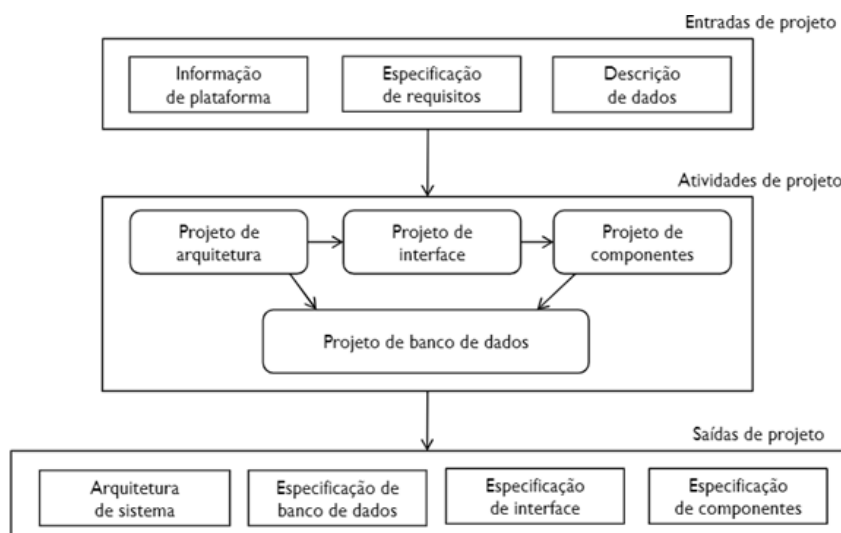 Entradas de projeto
Informação
de plataforma
Especificação
de requisitos
Descrição
de dados
Atividades de projeto
Projeto de
arquitetura
Projeto de
interface
Projeto de
componentes
Projeto de banco de dados
Saídas de projeto
Arquitetura
de sistema
Especificação de
banco de dados
Especificação
de interface
Especificação
de componentes